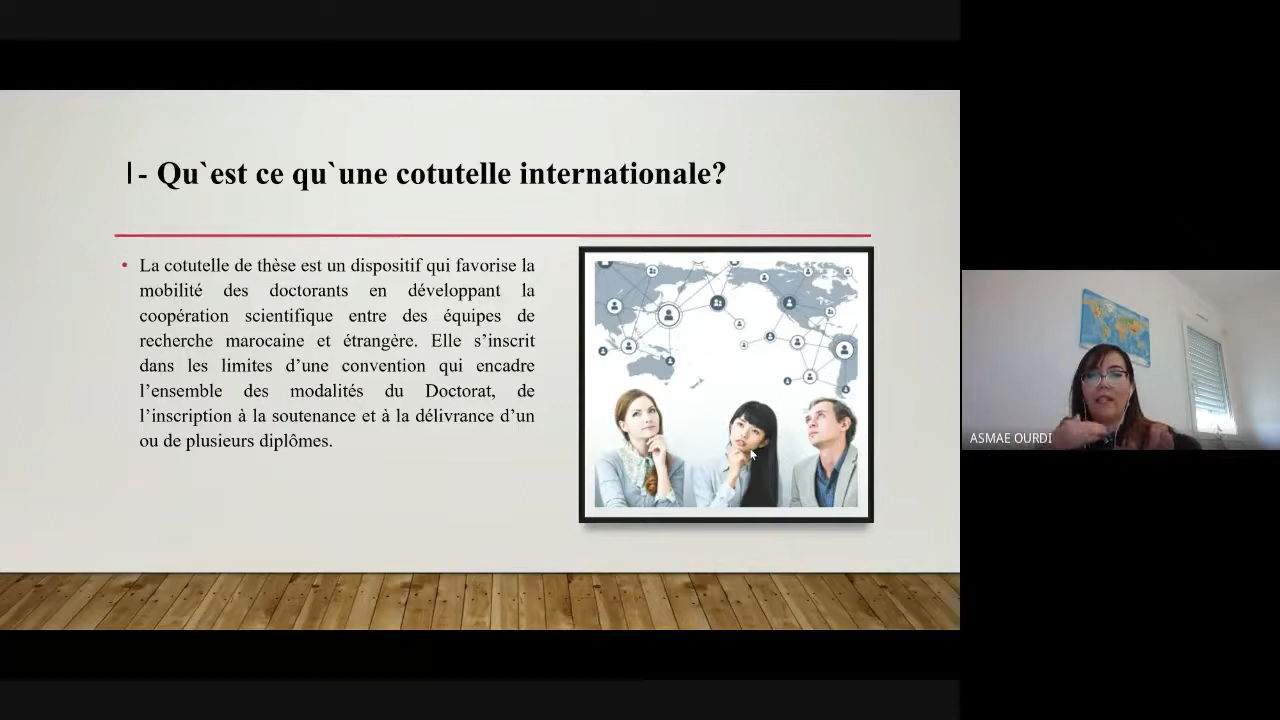 1- Qu`est ce qu`une cotutelle internationale?
• La cotutelle de thèse est un dispositif qui favorise la
mobilité des doctorants en développant la
coopération scientifique entre des équipes de
recherche marocaine et étrangère. Elle s’inscrit
dans les limites d’une convention qui encadre
l’ensemble des modalités du Doctorat, de
l’inscription à la soutenance et à la délivrance d’un
ou de plusieurs diplômes.
ASMAE OURDI